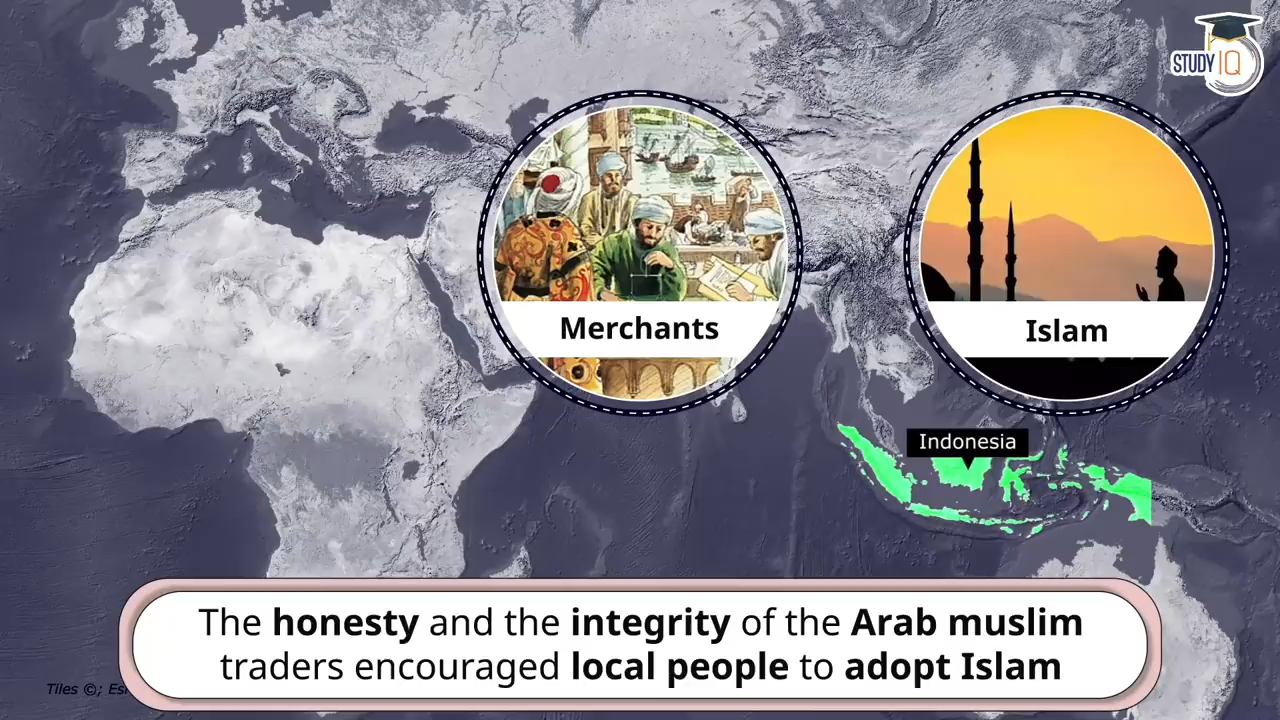 STUDY IQ
Merchants
Islam
Indonesia
The honesty and the integrity of the Arab muslim
traders encouraged local people to adopt Islam
Tiles ©; Es